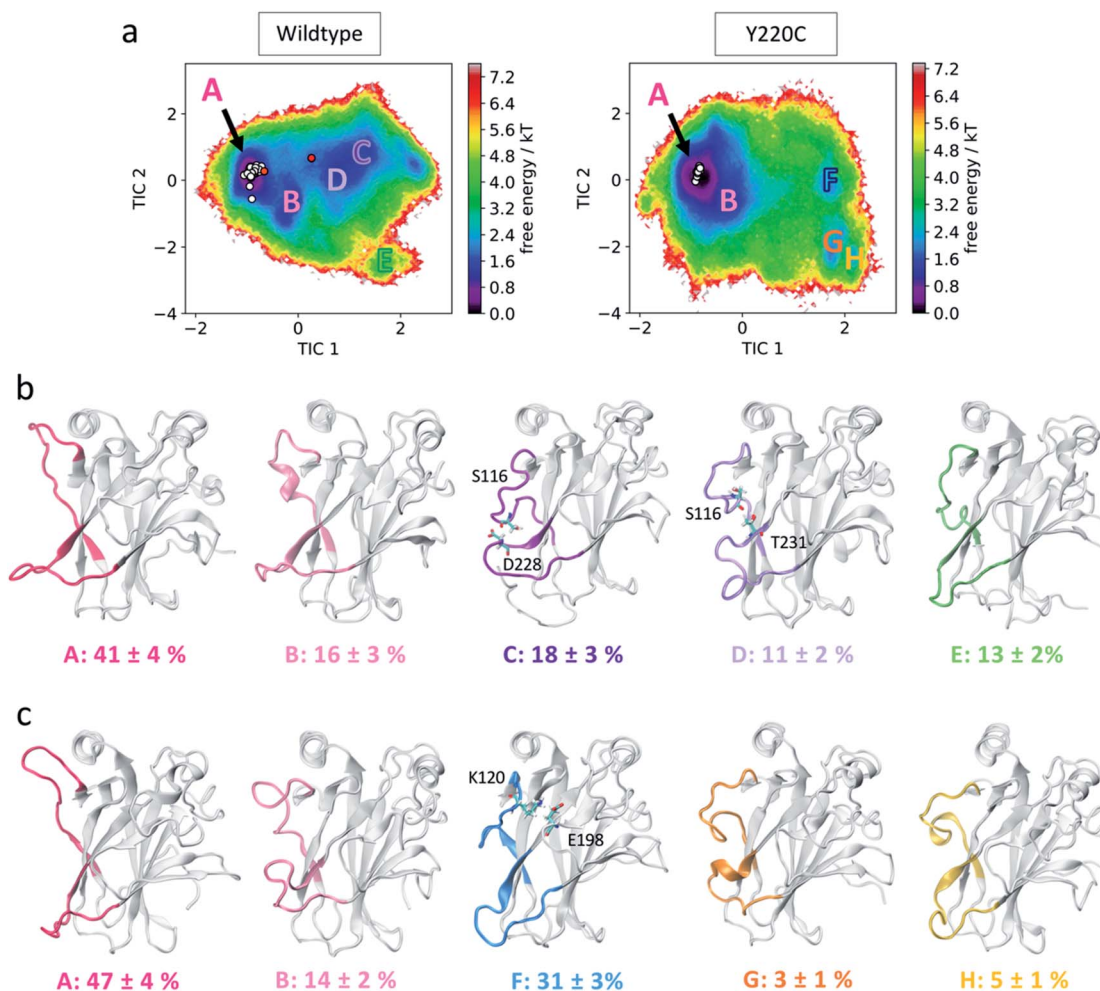 a
Wildtype
Y220C
A
B
C
D
E
TIC 2
2
0
−2
−4
−2
0
2
TIC 1
7.2
6.4
5.6
4.8
4.0
3.2
2.4
1.6
0.8
0.0
free energy / kT
A
B
F
G
H
TIC 2
2
0
−2
−4
−2
0
2
TIC 1
7.2
6.4
5.6
4.8
4.0
3.2
2.4
1.6
0.8
0.0
free energy / kT
b
S116
D228
S116
T231
A: 41 ± 4 %
B: 16 ± 3 %
C: 18 ± 3 %
D: 11 ± 2 %
E: 13 ± 2%
c
K120
E198
A: 47 ± 4 %
B: 14 ± 2 %
F: 31 ± 3%
G: 3 ± 1 %
H: 5 ± 1 %